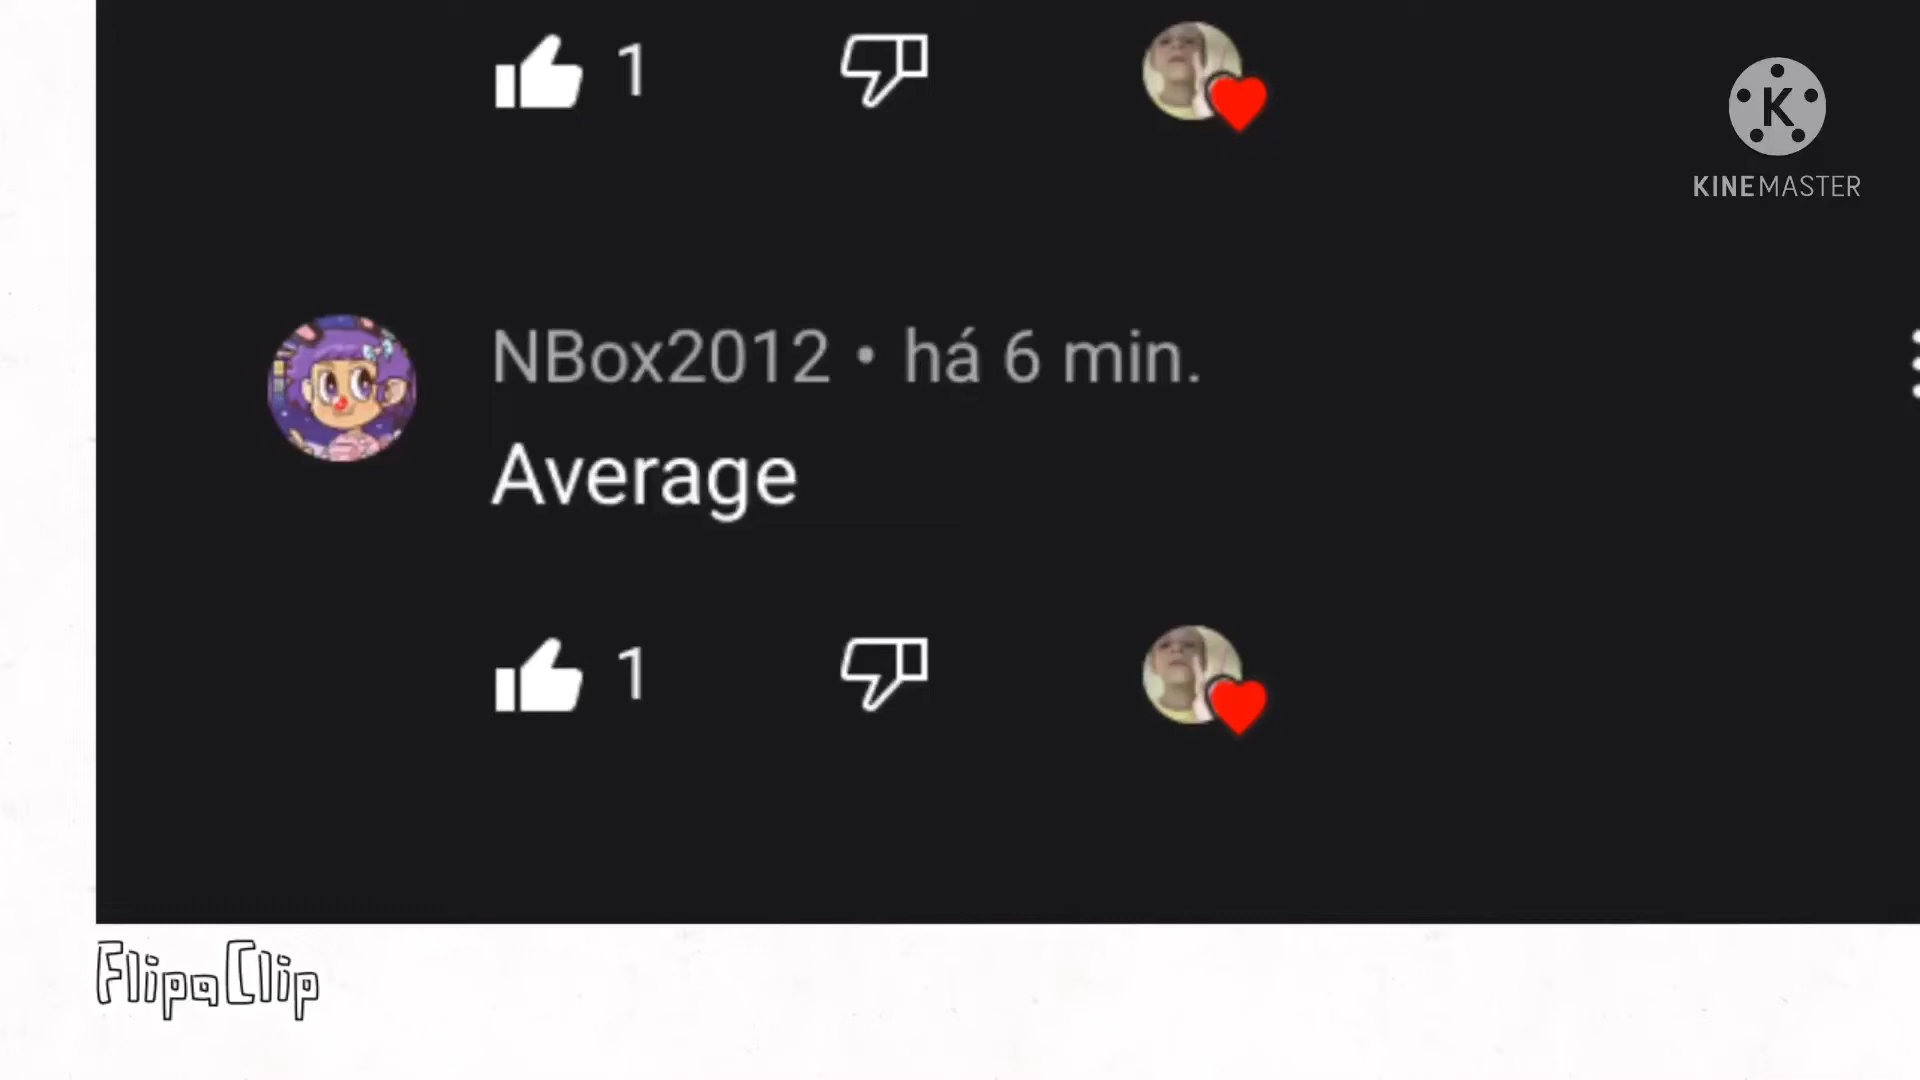 1
K
KINEMASTER
NBox2012 • há 6 min.
Average
1
FlipaClip